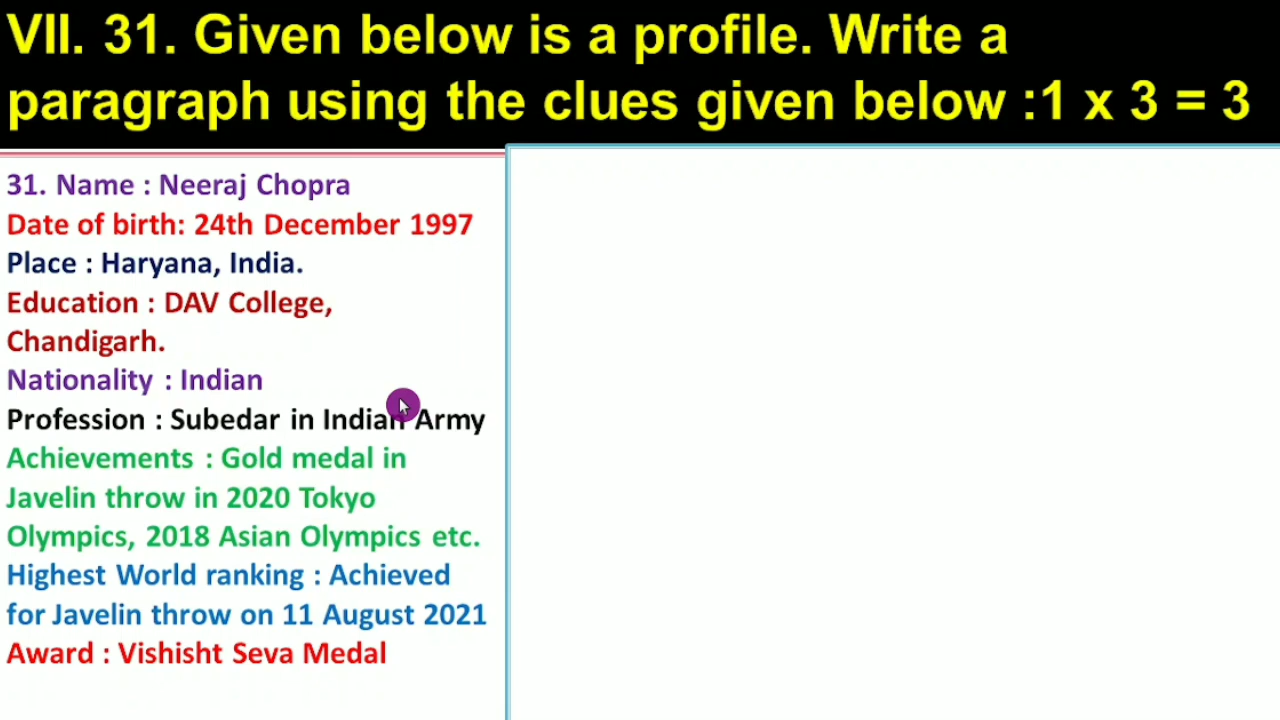 VII. 31. Given below is a profile. Write a
paragraph using the clues given below :1 x 3 = 3
31. Name : Neeraj Chopra
Date of birth: 24th December 1997
Place : Haryana, India.
Education : DAV College,
Chandigarh.
Nationality : Indian
Profession : Subedar in Indian Army
Achievements : Gold medal in
Javelin throw in 2020 Tokyo
Olympics, 2018 Asian Olympics etc.
Highest World ranking : Achieved
for Javelin throw on 11 August 2021
Award : Vishisht Seva Medal